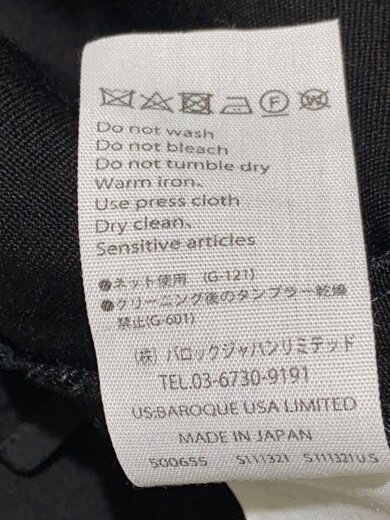 F W
Do not wash
Do not bleach
Do not tumble dry
Warm iron、
Use press cloth
Dry clean、
Sensitive articles
●ネット使用 (G-121)
●クリーニング後のタンブラー乾燥
禁止(G-601)
(株) バロックジャパンリミテッド
TEL.03-6730-9191
US:BAROQUE USA LIMITED
MADE IN JAPAN
500655 5111321 5111321US